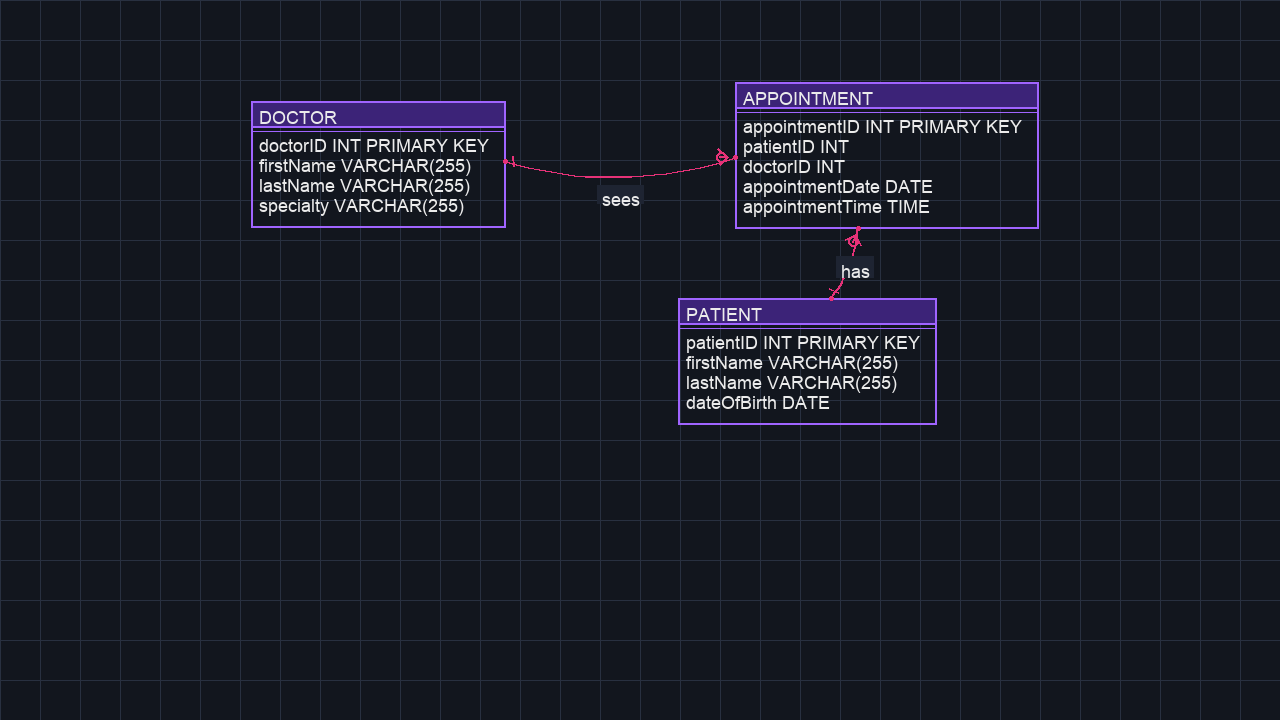 DOCTOR
doctorID INT PRIMARY KEY
firstName VARCHAR(255)
lastName VARCHAR(255)
specialty VARCHAR(255)
sees
APPOINTMENT
appointmentID INT PRIMARY KEY
patientID INT
doctorID INT
appointmentDate DATE
appointmentTime TIME
has
PATIENT
patientID INT PRIMARY KEY
firstName VARCHAR(255)
lastName VARCHAR(255)
dateOfBirth DATE